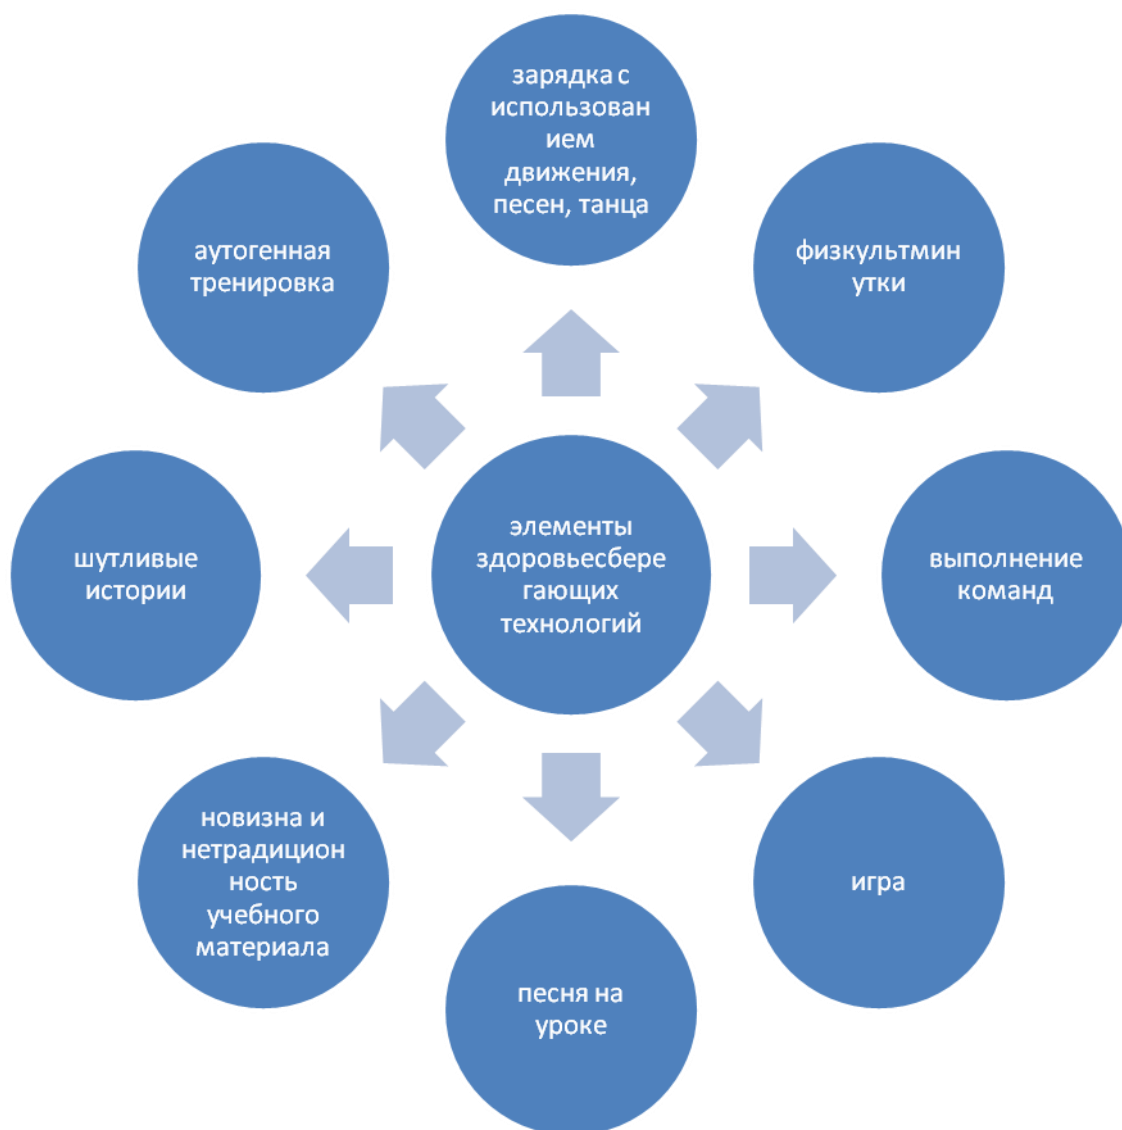 зарядка с
использован
ием
движения,
песен, танца
физкультмин
утки
выполнение
команд
игра
песня на
уроке
новизна и
нетрадицион
ность
учебного
материала
шутливые
истории
аутогенная
тренировка
элементы
здоровьесбере
гающих
технологий